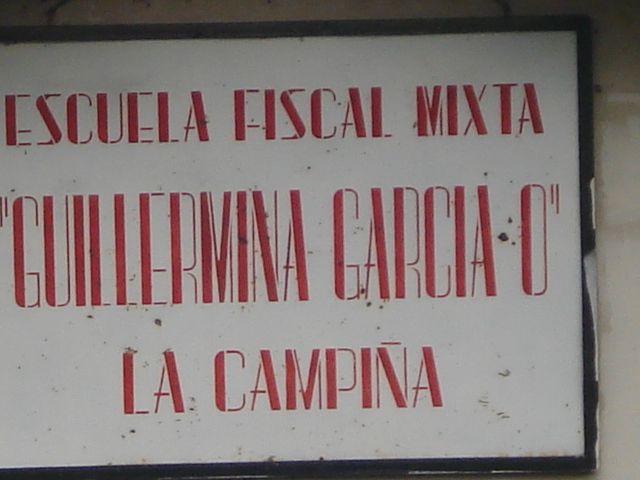 ESCUELA FISCAL MIXTA
"GUILLERMINA GARCIA O"
LA CAMPIÑA